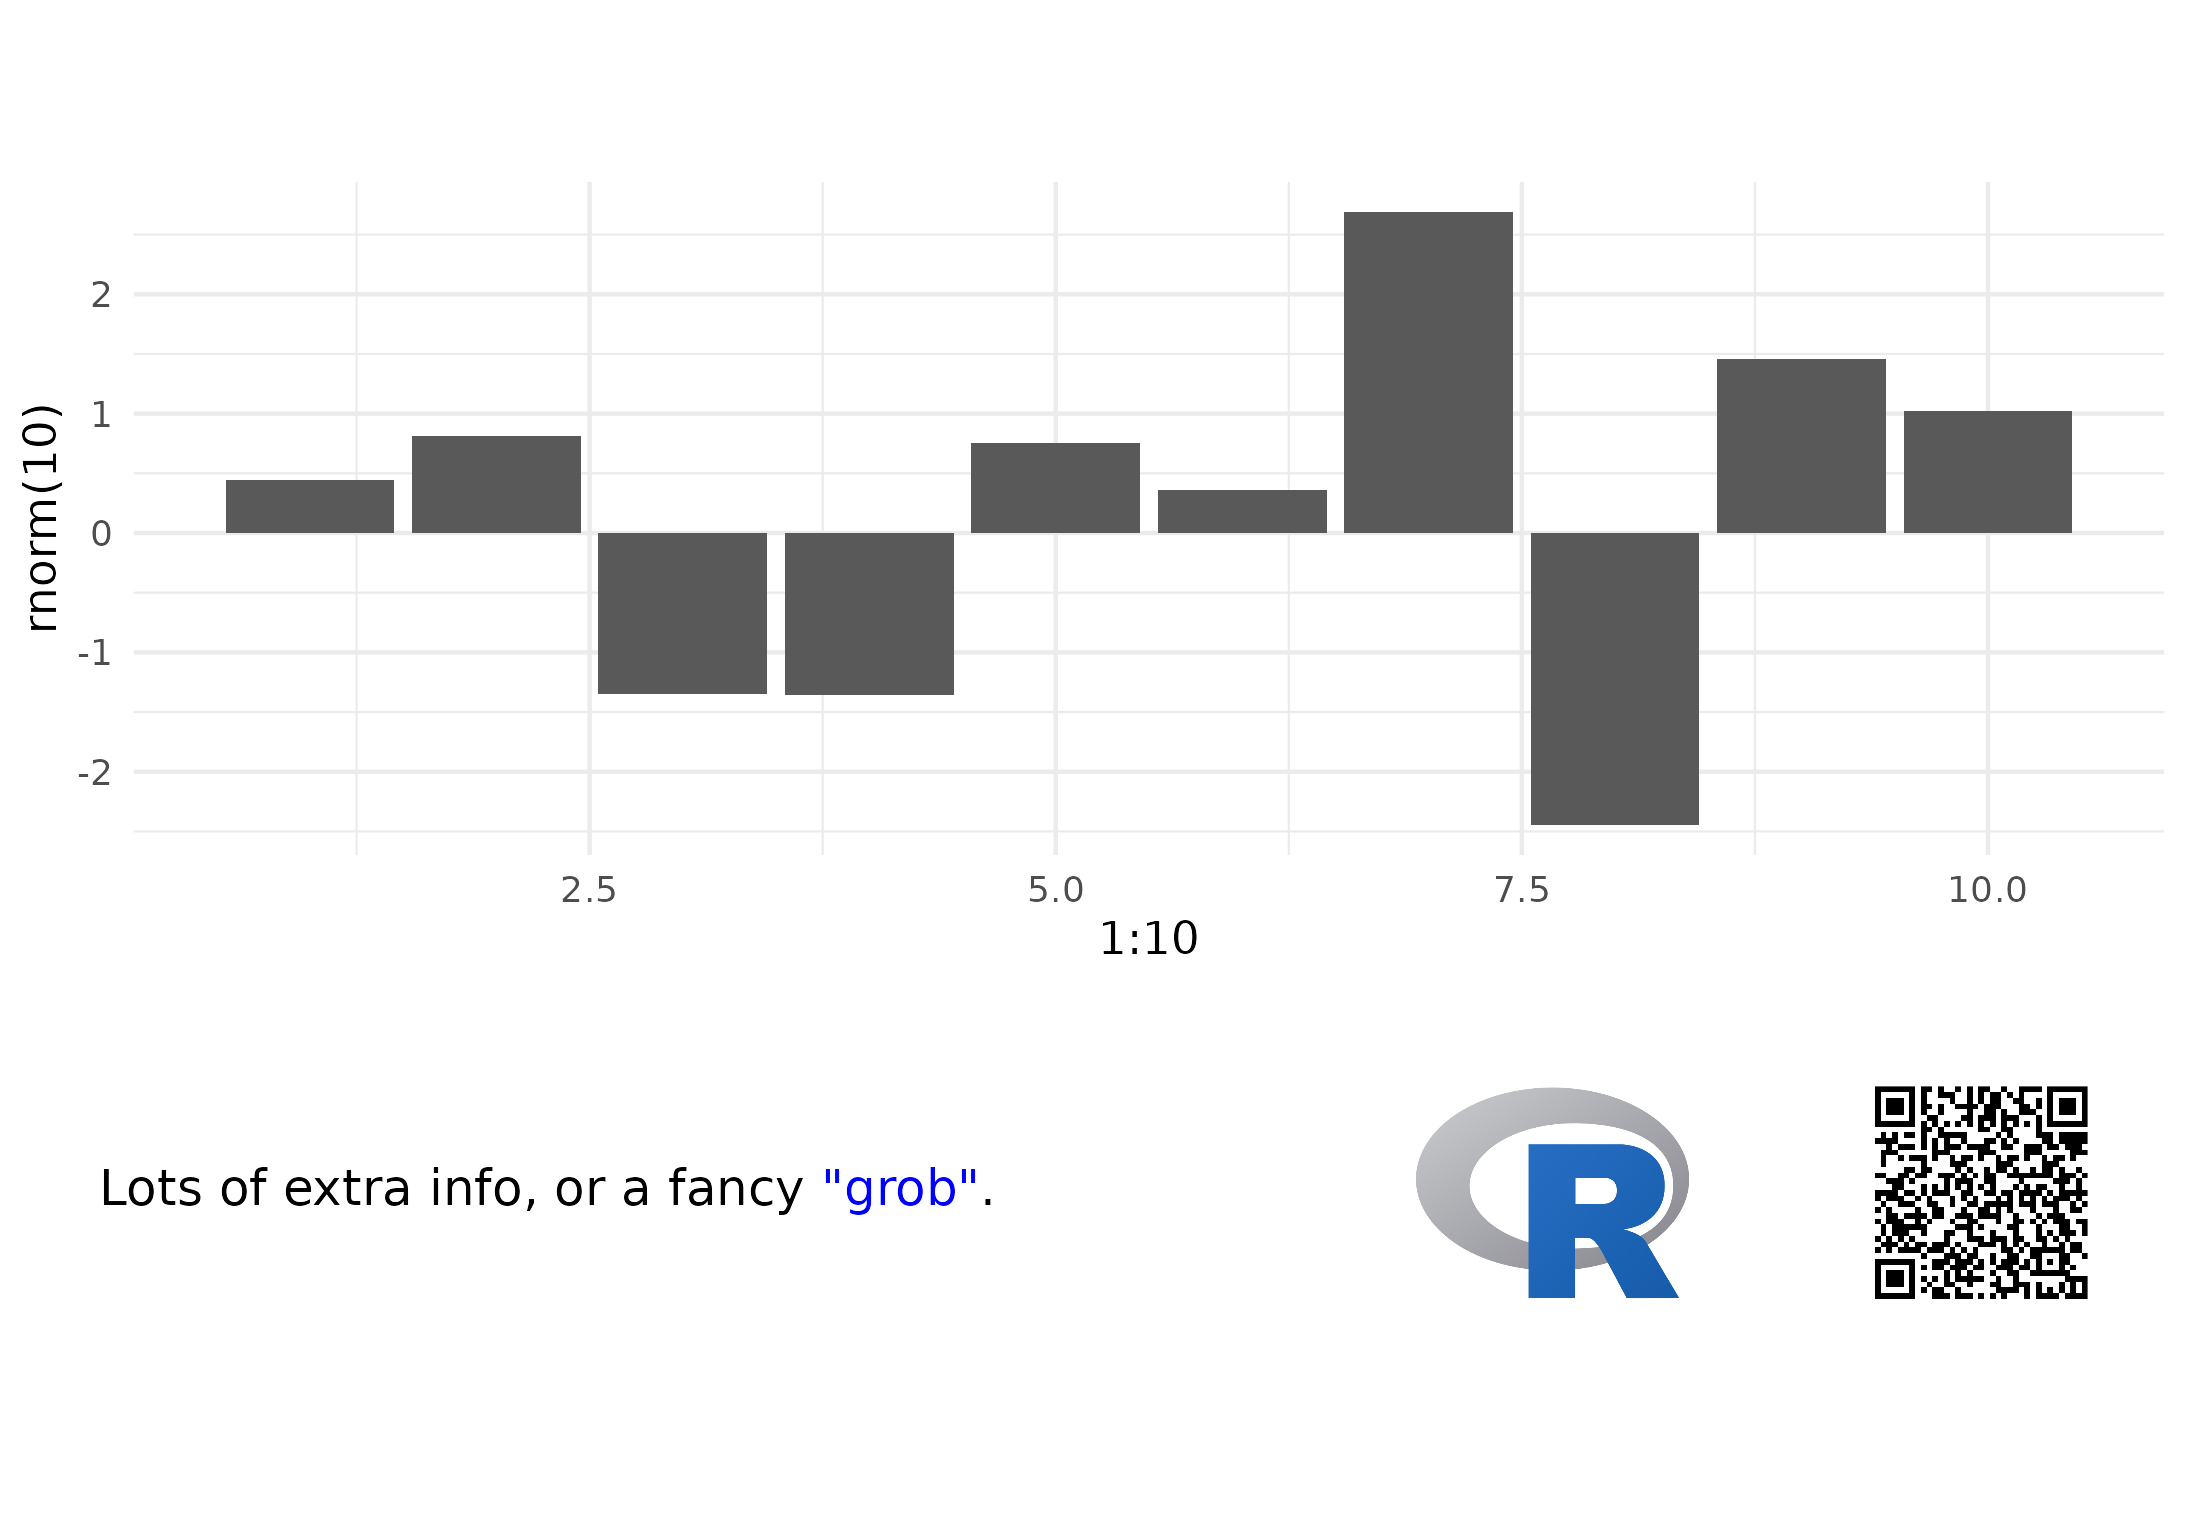 rnorm(10)
2
1
0
-1
-2
2.5 5.0 7.5 10.0
1:10
Lots of extra info, or a fancy "grob".
R